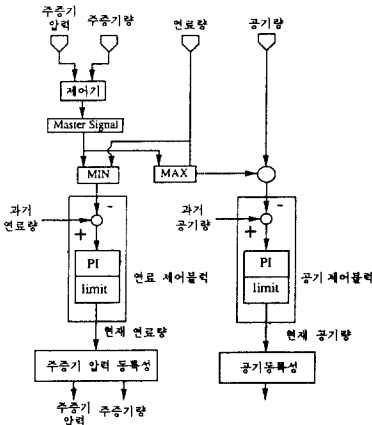 주증기
압력
주증기량
연료량
공기량
제어기
Master Signal
MIN
MAX
과거
연료량
-
+
PI
limit
연료 제어블럭
과거
공기량
-
+
PI
limit
공기 제어블럭
현재 연료량
현재 공기량
주증기 압력 동특성
공기동특성
주증기
압력
주증기량